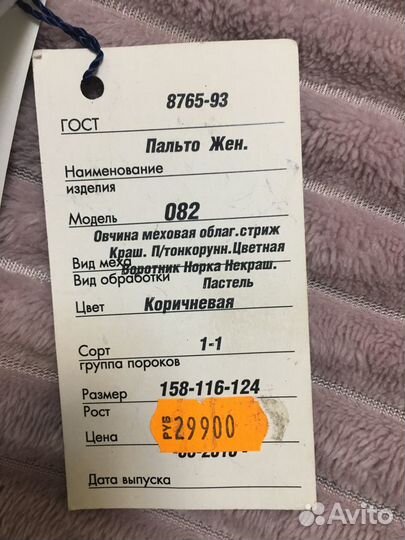 8765-93
ГОСТ
Пальто Жен.
Наименование
изделия
Модель 082
Овчина меховая облаг.стриж
Краш. П/тонкорунн.Цветная
Вид меха Воротник Норка Некраш.
Вид обработки Пастель
Цвет Коричневая
Сорт 1-1
группа пороков
Размер 158-116-124
Рост
Цена РУБ 29900
Дата выпуска
Avito